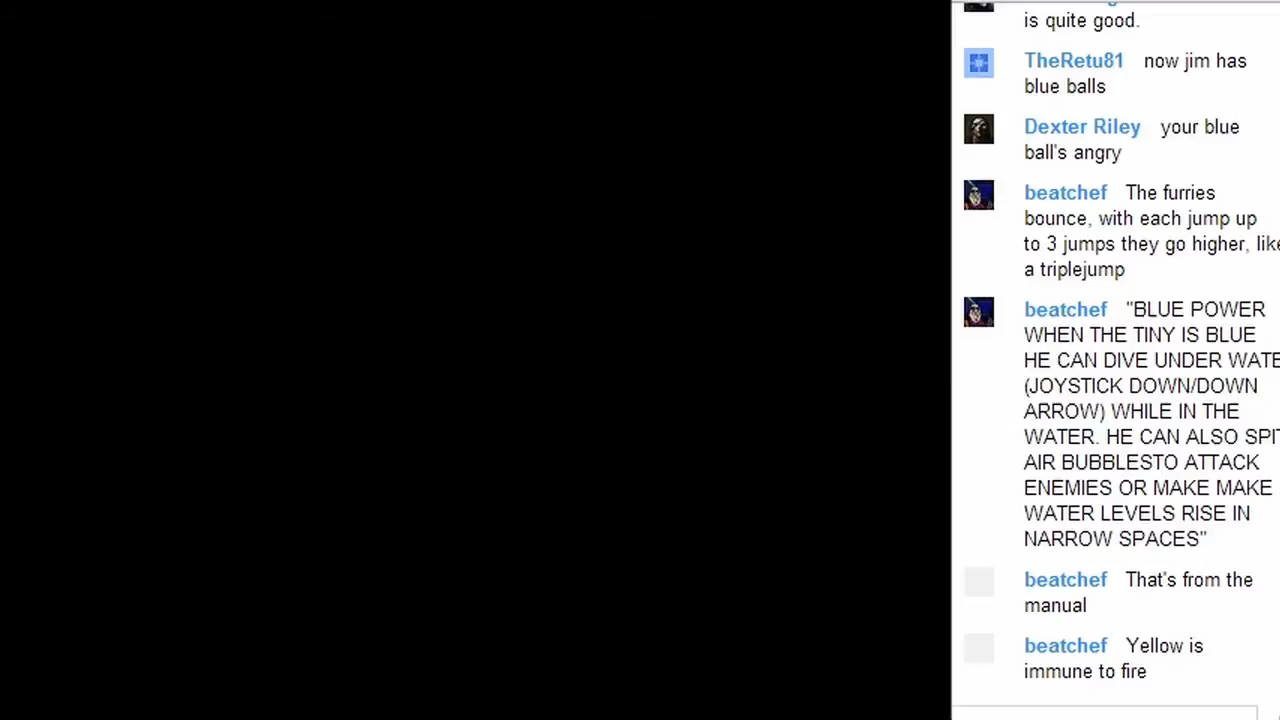 is quite good.
TheRetu81 now jim has
blue balls
Dexter Riley your blue
ball's angry
beatchef The furries
bounce, with each jump up
to 3 jumps they go higher, like
a triplejump
beatchef "BLUE POWER
WHEN THE TINY IS BLUE
HE CAN DIVE UNDER WATE
(JOYSTICK DOWN/DOWN
ARROW) WHILE IN THE
WATER. HE CAN ALSO SPIT
AIR BUBBLESTO ATTACK
ENEMIES OR MAKE MAKE
WATER LEVELS RISE IN
NARROW SPACES"
beatchef That's from the
manual
beatchef Yellow is
immune to fire